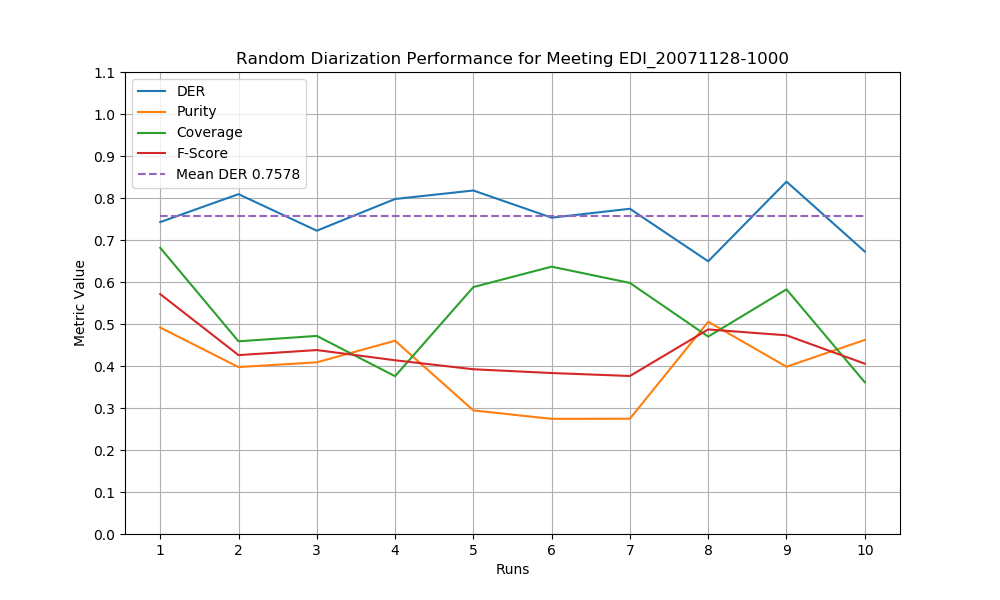 Random Diarization Performance for Meeting EDI_20071128-1000
DER
Purity
Coverage
F-Score
Mean DER 0.7578
Metric Value
1.1
1.0
0.9
0.8
0.7
0.6
0.5
0.4
0.3
0.2
0.1
0.0
1 2 3 4 5 6 7 8 9 10
Runs